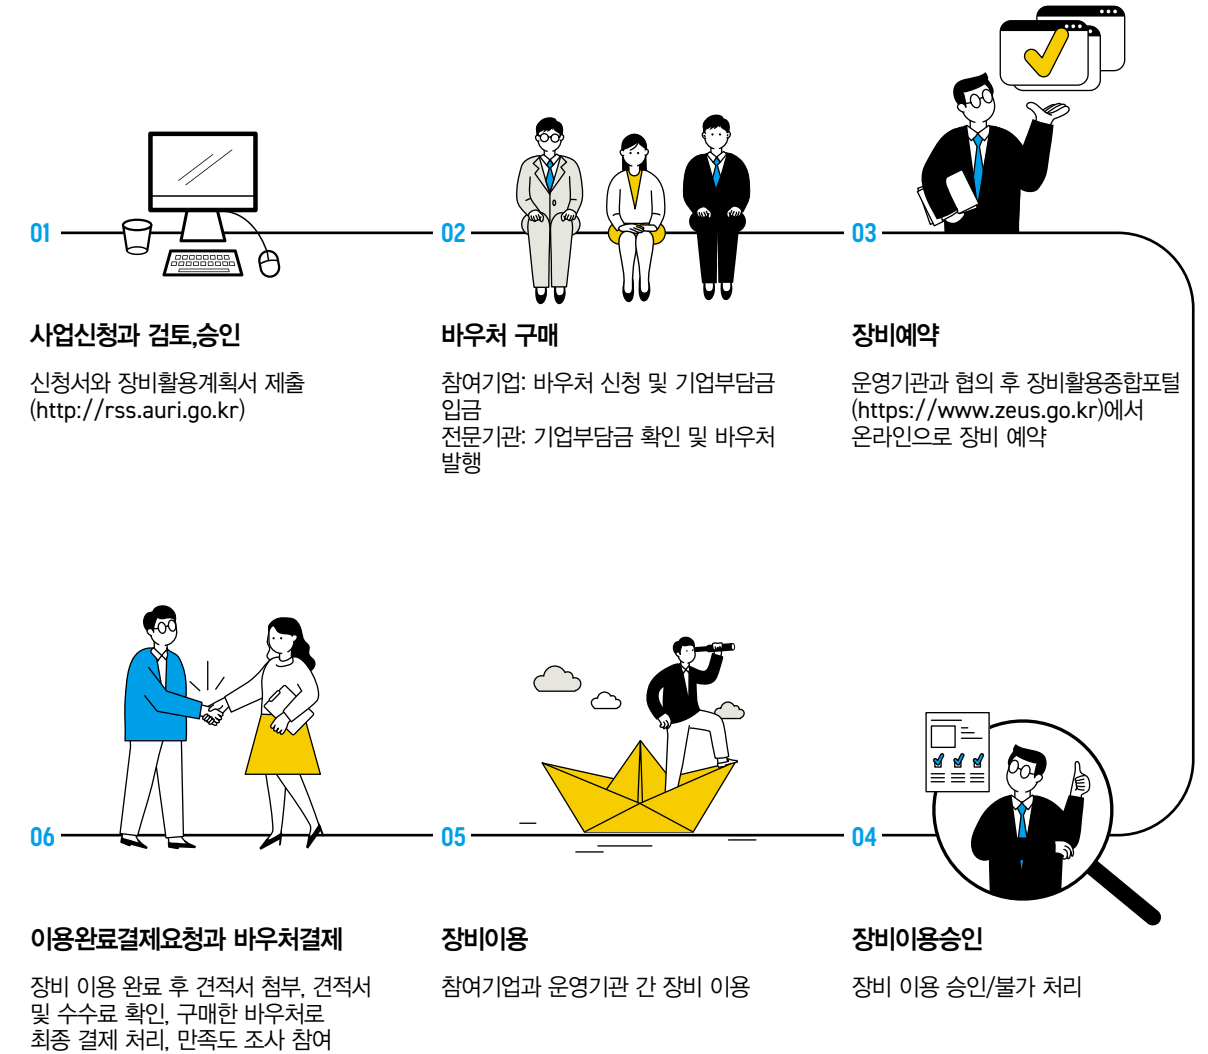 01
사업신청과 검토,승인
신청서와 장비활용계획서 제출
(http://rss.auri.go.kr)
02
바우처 구매
참여기업: 바우처 신청 및 기업부담금
입금
전문기관: 기업부담금 확인 및 바우처
발행
03
장비예약
운영기관과 협의 후 장비활용종합포털
(https://www.zeus.go.kr)에서
온라인으로 장비 예약
04
장비이용승인
장비 이용 승인/불가 처리
05
장비이용
참여기업과 운영기관 간 장비 이용
06
이용완료결제요청과 바우처결제
장비 이용 완료 후 견적서 첨부, 견적서
및 수수료 확인, 구매한 바우처로
최종 결제 처리, 만족도 조사 참여